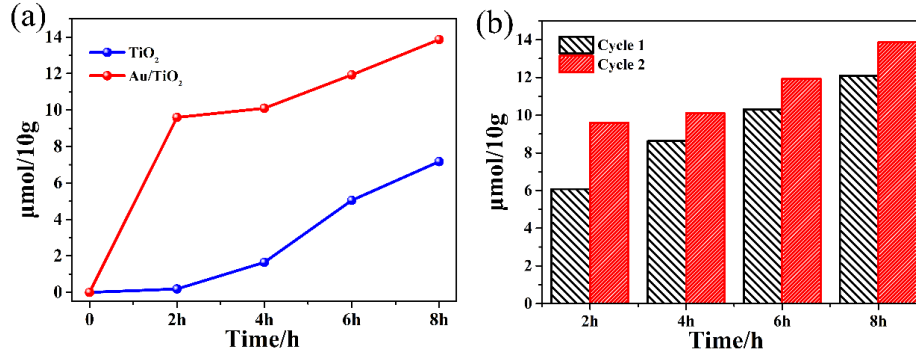 (a)
TiO₂
Au/TiO₂
14
12
10
8
6
4
2
0
μmol/10g
0 2h 4h 6h 8h
Time/h
(b)
Cycle 1
Cycle 2
14
12
10
8
6
4
2
0
μmol/10g
2h 4h 6h 8h
Time/h